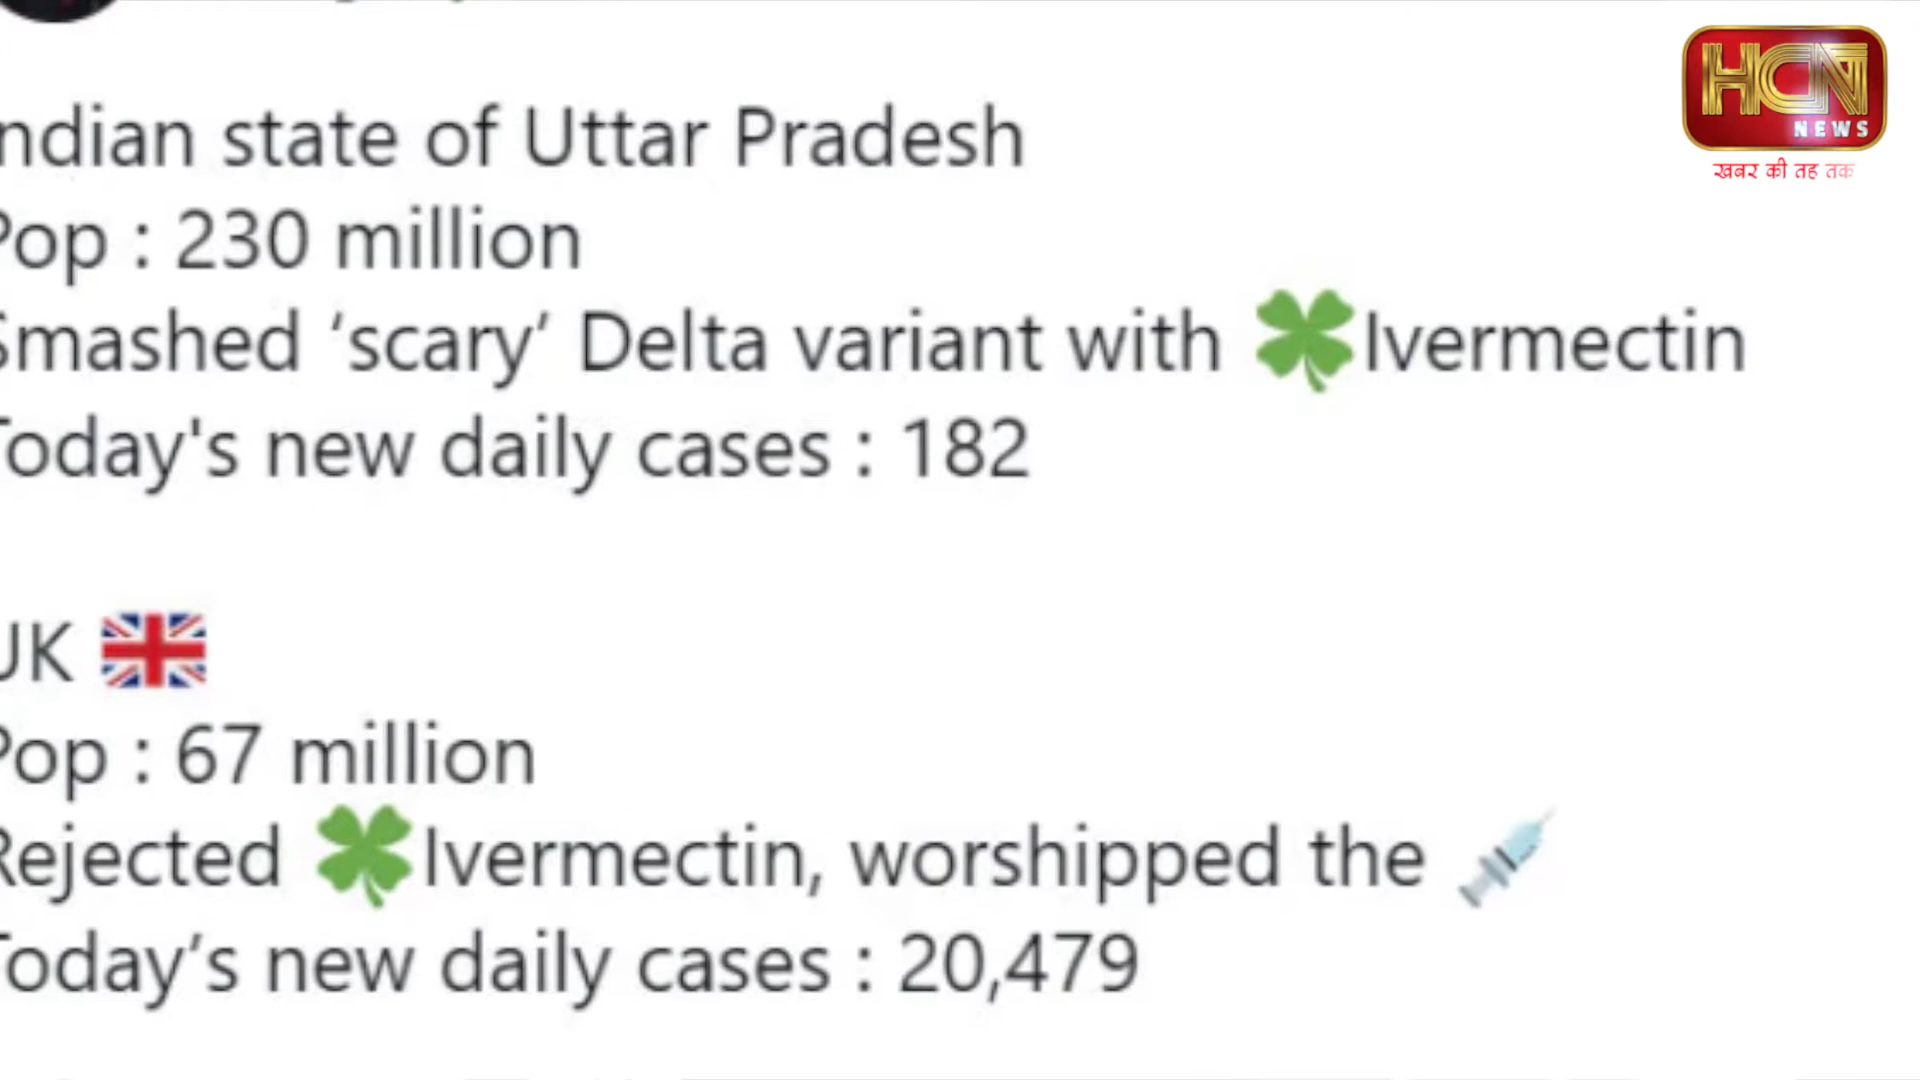 HCN
NEWS
खबर की तह तक
ndian state of Uttar Pradesh
Pop : 230 million
Smashed ‘scary’ Delta variant with 🍀Ivermectin
Today's new daily cases : 182
UK 🇬🇧
Pop : 67 million
Rejected 🍀Ivermectin, worshipped the 💉
Today’s new daily cases : 20,479